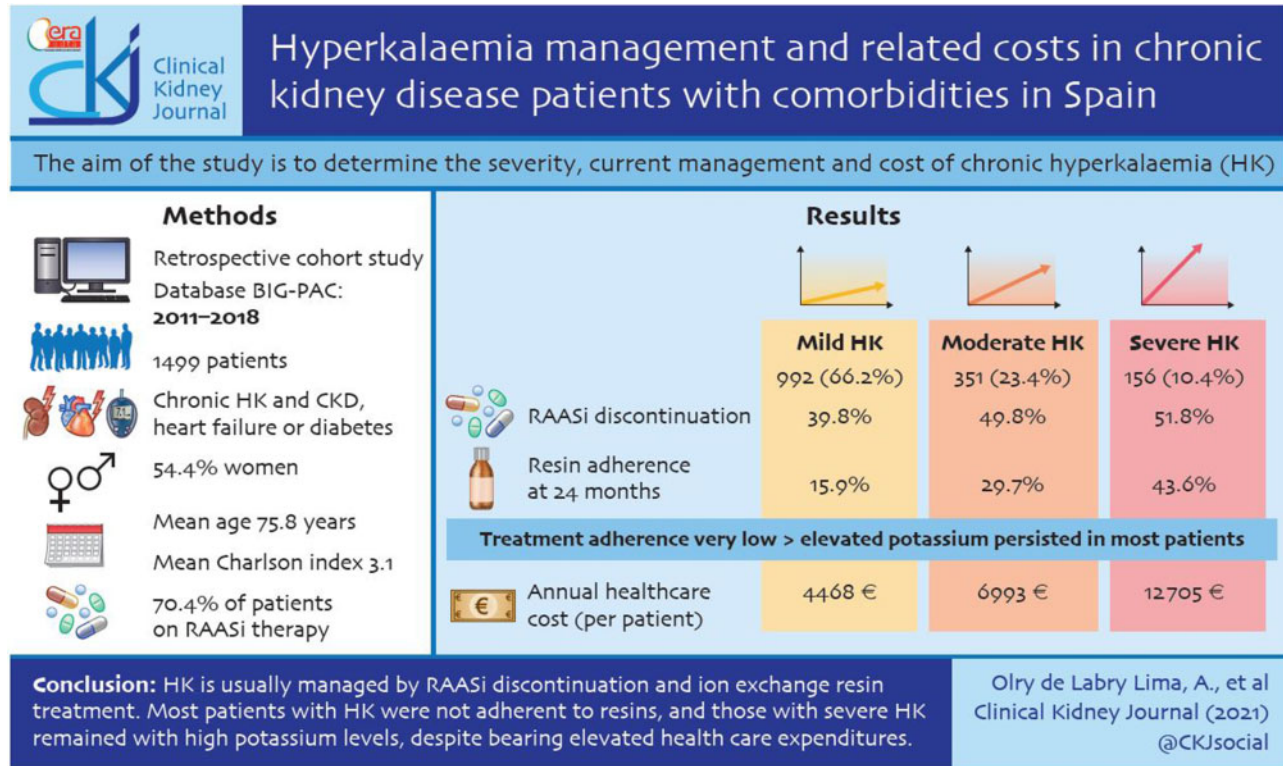 era
edta
ckj
Clinical
Kidney
Journal
Hyperkalaemia management and related costs in chronic
kidney disease patients with comorbidities in Spain
The aim of the study is to determine the severity, current management and cost of chronic hyperkalaemia (HK)
Methods
Retrospective cohort study
Database BIG-PAC:
2011–2018
1499 patients
Chronic HK and CKD,
heart failure or diabetes
54.4% women
Mean age 75.8 years
Mean Charlson index 3.1
70.4% of patients
on RAASi therapy
Results
Mild HK Moderate HK Severe HK
992 (66.2%) 351 (23.4%) 156 (10.4%)
RAASi discontinuation 39.8% 49.8% 51.8%
Resin adherence
at 24 months 15.9% 29.7% 43.6%
Treatment adherence very low > elevated potassium persisted in most patients
€
Annual healthcare 4468 € 6993 € 12705 €
cost (per patient)
Conclusion: HK is usually managed by RAASi discontinuation and ion exchange resin
treatment. Most patients with HK were not adherent to resins, and those with severe HK
remained with high potassium levels, despite bearing elevated health care expenditures.
Olry de Labry Lima, A., et al
Clinical Kidney Journal (2021)
@CKJsocial